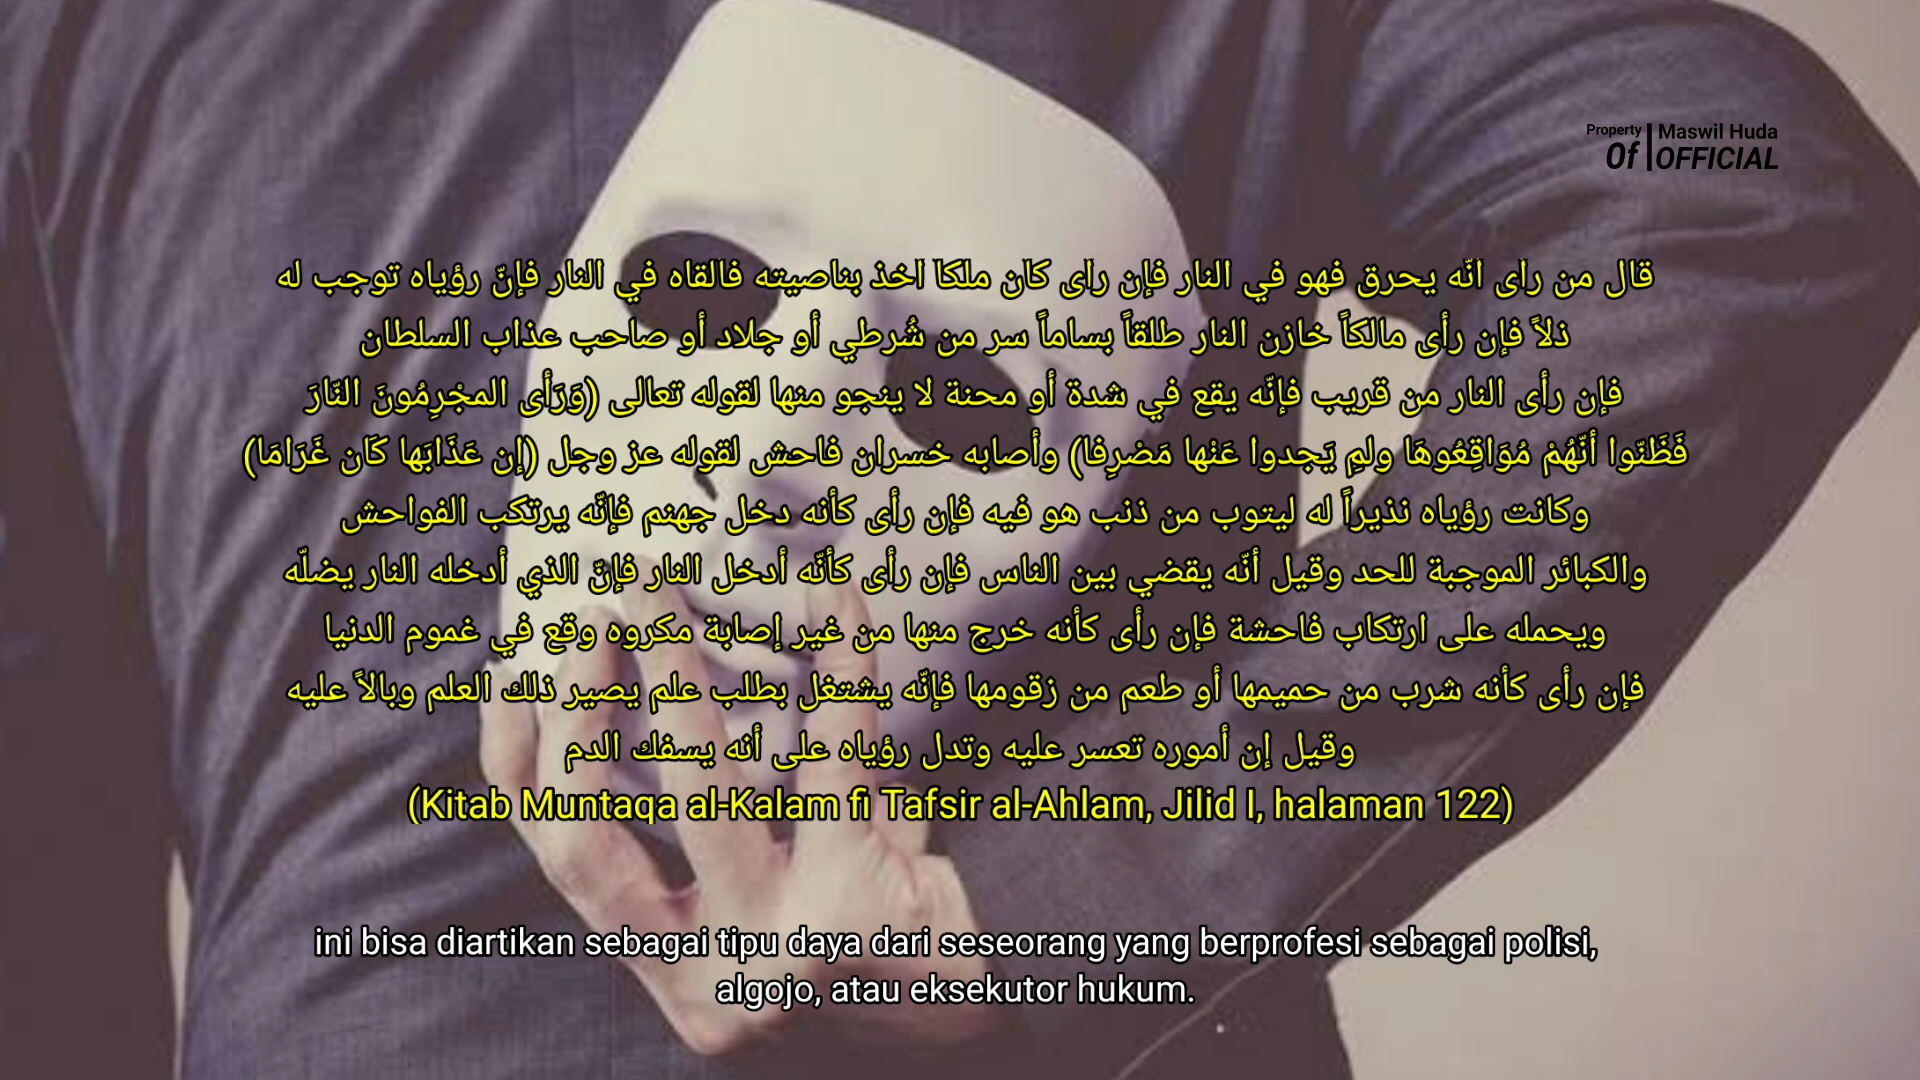 Property Maswil Huda
Of OFFICIAL
قال من راى انّه يحرق فهو في النار فإن راى كان ملكا اخذ بناصيته فالقاه في النار فإنّ رؤياه توجب له
ذلاً فإن رأى مالكاً خازن النار طلقاً بساماً سر من شُرطي أو جلاد أو صاحب عذاب السلطان
فإن رأى النار من قريب فإنّه يقع في شدة أو محنة لا ينجو منها لقوله تعالى (وَرَأى المجْرِمُونَ النّارَ
فَظَنّوا أنّهُمْ مُوَاقِعُوهَا ولمِ يَجدوا عَنْها مَصْرِفا) وأصابه خسران فاحش لقوله عز وجل (إن عَذَابَها كَان غَرَامَا)
وكانت رؤياه نذيراً له ليتوب من ذنب هو فيه فإن رأى كأنه دخل جهنم فإنّه يرتكب الفواحش
والكبائر الموجبة للحد وقيل أنّه يقضي بين الناس فإن رأى كأنّه أدخل النار فإنّ الذي أدخله النار يضلّه
ويحمله على ارتكاب فاحشة فإن رأى كأنه خرج منها من غير إصابة مكروه وقع في غموم الدنيا
فإن رأى كأنه شرب من حميمها أو طعم من زقومها فإنّه يشتغل بطلب علم يصير ذلك العلم وبالاً عليه
وقيل إن أموره تعسر عليه وتدل رؤياه على أنه يسفك الدم
(Kitab Muntaqa al-Kalam fi Tafsir al-Ahlam, Jilid I, halaman 122)
ini bisa diartikan sebagai tipu daya dari seseorang yang berprofesi sebagai polisi,
algojo, atau eksekutor hukum.